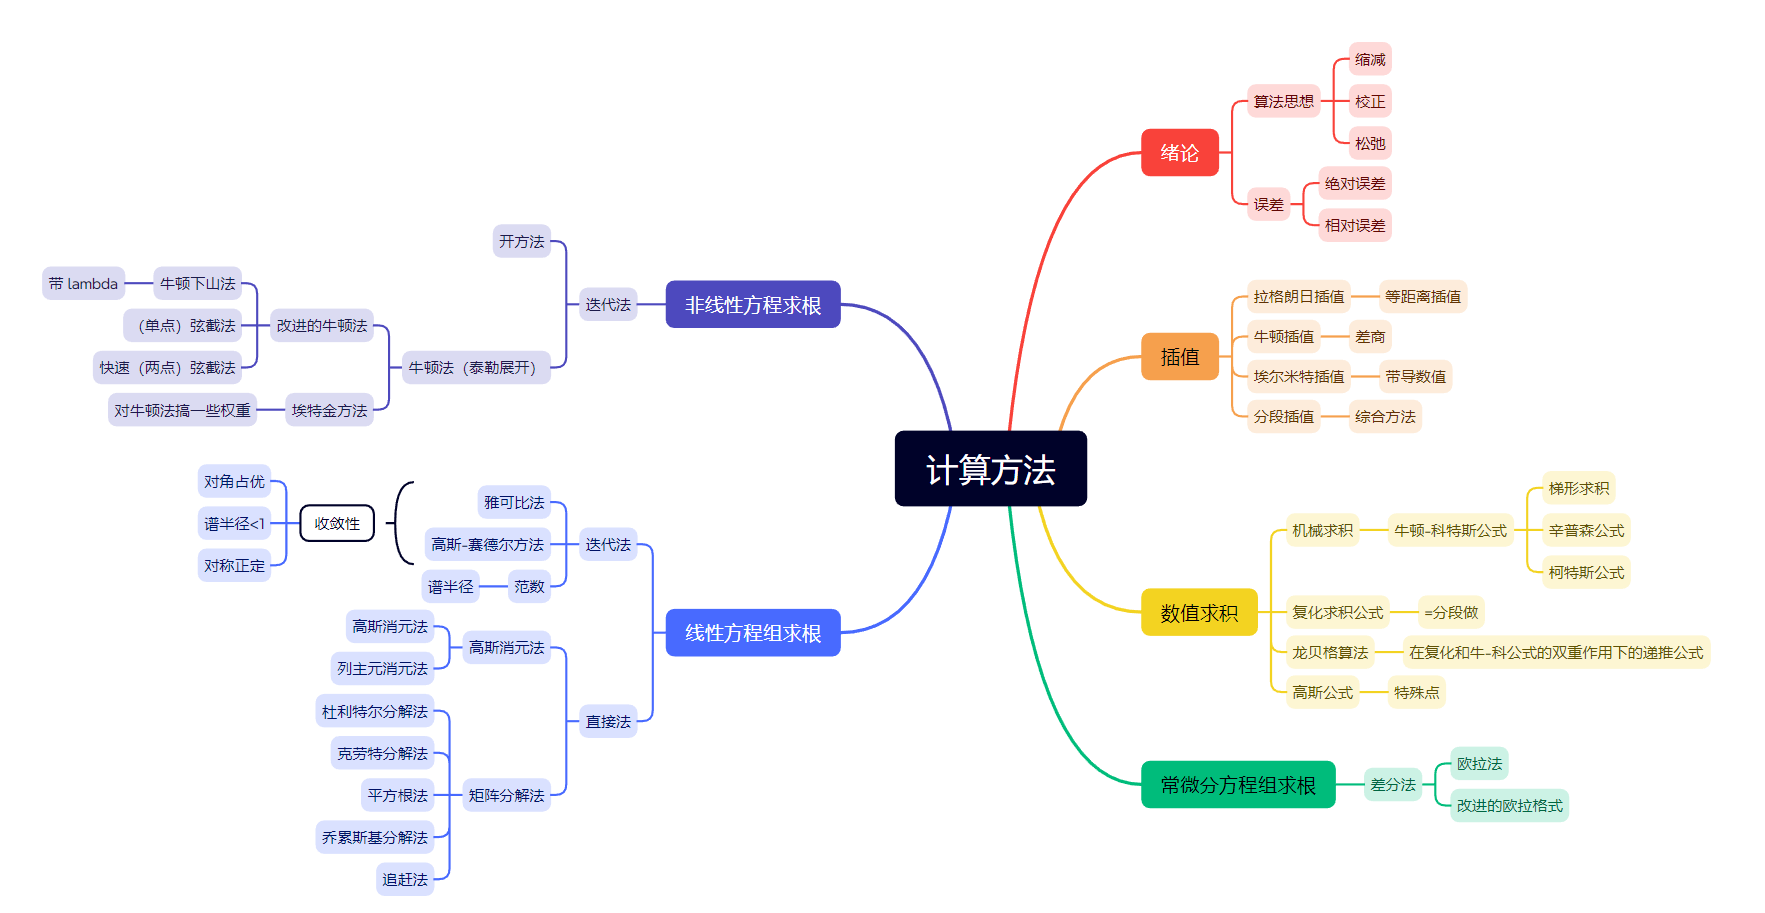 计算方法
绪论
算法思想
缩减
校正
松弛
误差
绝对误差
相对误差
插值
拉格朗日插值
等距离插值
牛顿插值
差商
埃尔米特插值
带导数值
分段插值
综合方法
数值求积
机械求积
牛顿-科特斯公式
梯形求积
辛普森公式
柯特斯公式
复化求积公式
=分段做
龙贝格算法
在复化和牛-科公式的双重作用下的递推公式
高斯公式
特殊点
常微分方程组求根
差分法
欧拉法
改进的欧拉格式
非线性方程求根
迭代法
开方法
牛顿法（泰勒展开）
改进的牛顿法
牛顿下山法
带 lambda
（单点）弦截法
快速（两点）弦截法
埃特金方法
对牛顿法搞一些权重
线性方程组求根
迭代法
雅可比法
高斯-赛德尔方法
范数
谱半径
收敛性
对角占优
谱半径<1
对称正定
直接法
高斯消元法
高斯消元法
列主元消元法
矩阵分解法
杜利特尔分解法
克劳特分解法
平方根法
乔累斯基分解法
追赶法